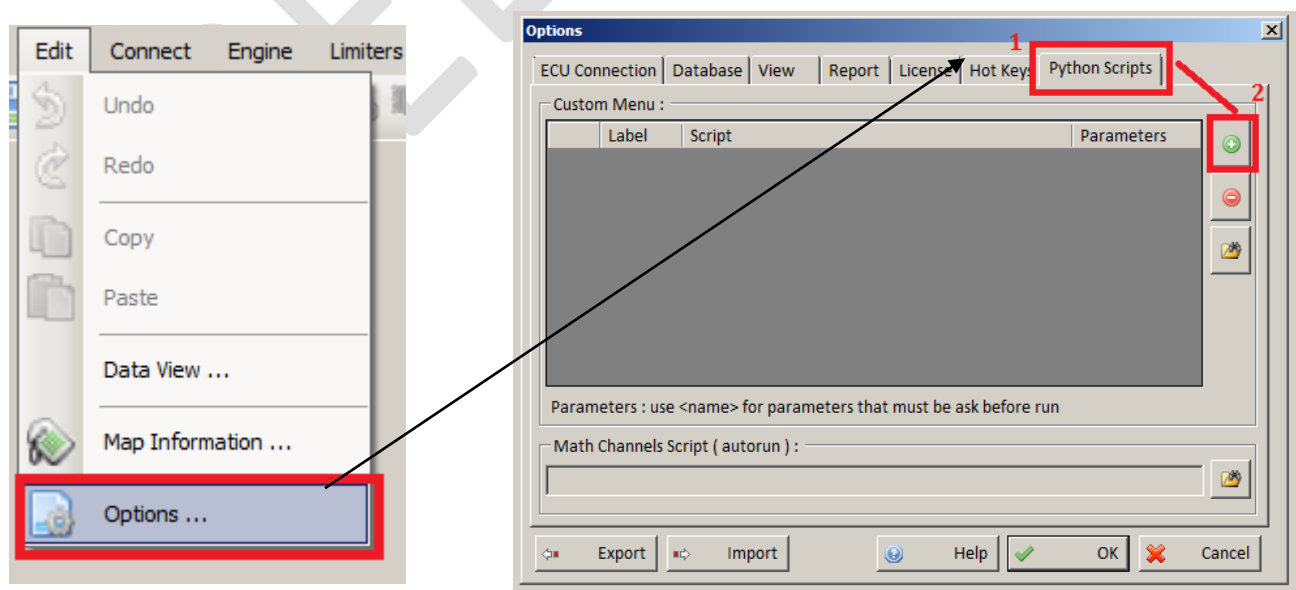 Edit Connect Engine Limiters
Undo
Redo
Copy
Paste
Data View ...
Map Information ...
Options ...
Options
1
ECU Connection Database View Report License Hot Keys Python Scripts
2
Custom Menu :
Label Script Parameters
Parameters : use <name> for parameters that must be ask before run
Math Channels Script ( autorun ) :
Export Import Help OK Cancel